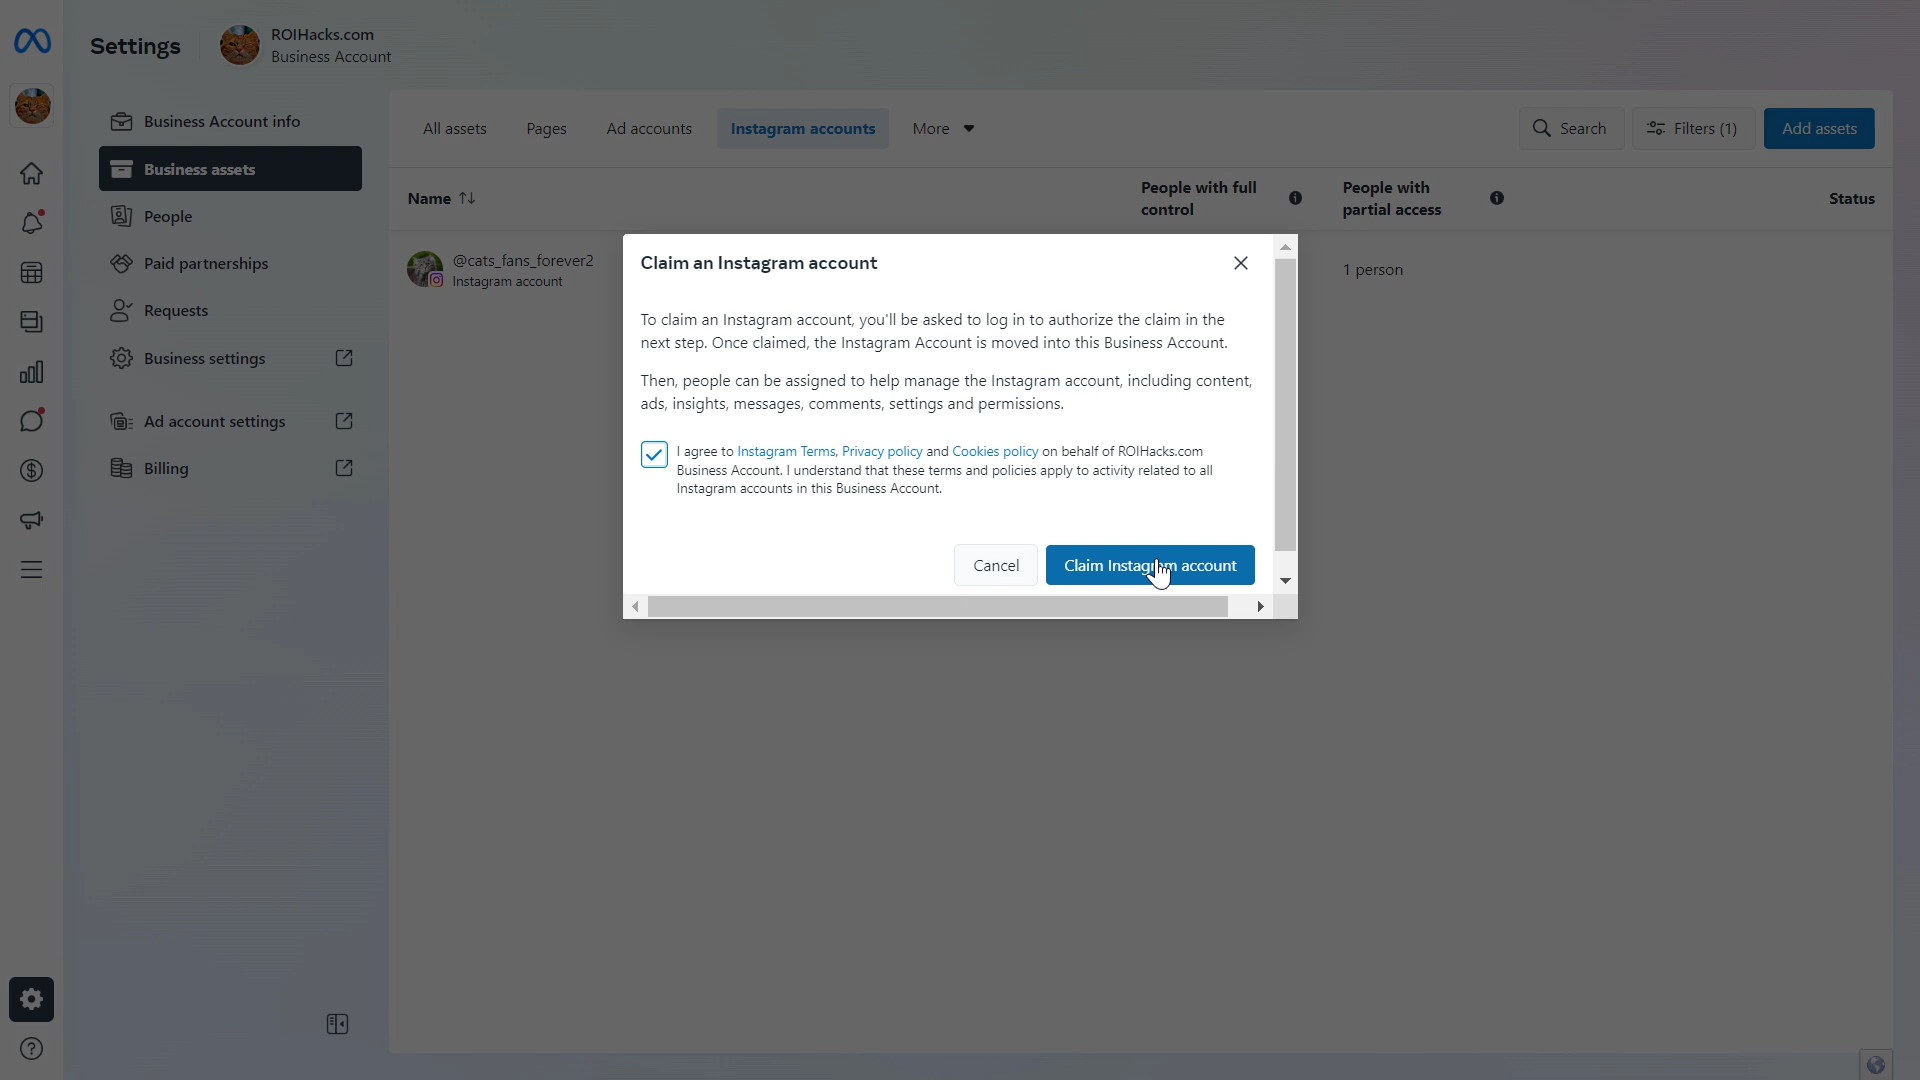 Settings
ROIHacks.com
Business Account
Business Account info
Business assets
People
Paid partnerships
Requests
Business settings
Ad account settings
Billing
All assets
Pages
Ad accounts
Instagram accounts
More
Search
Filters (1)
Add assets
Name
People with full
control
People with
partial access
Status
@cats_fans_forever2
Instagram account
1 person
Claim an Instagram account
To claim an Instagram account, you'll be asked to log in to authorize the claim in the
next step. Once claimed, the Instagram Account is moved into this Business Account.
Then, people can be assigned to help manage the Instagram account, including content,
ads, insights, messages, comments, settings and permissions.
I agree to Instagram Terms, Privacy policy and Cookies policy on behalf of ROIHacks.com
Business Account. I understand that these terms and policies apply to activity related to all
Instagram accounts in this Business Account.
Cancel
Claim Instagram account